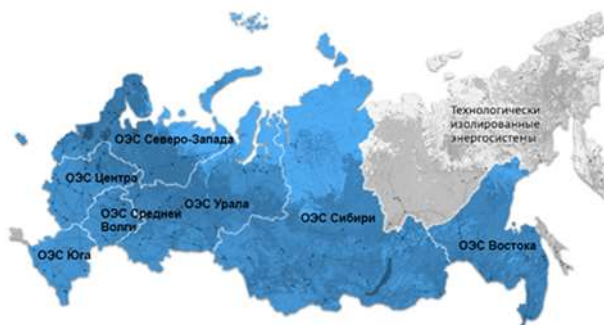 Технологически
изолированные
энергосистемы
ОЭС Северо-Запада
ОЭС Центра
ОЭС Средней
Волги
ОЭС Урала
ОЭС Сибири
ОЭС Востока
ОЭС Юга